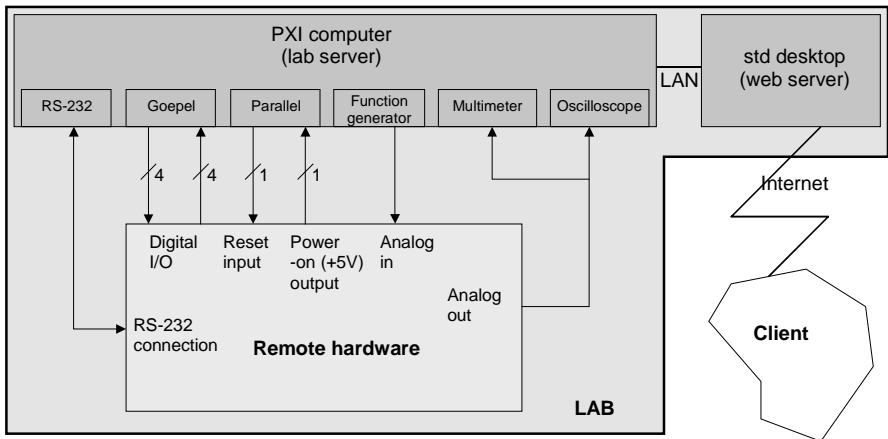 PXI computer
(lab server)
std desktop
(web server)
LAN
RS-232
Goepel
Parallel
Function
generator
Multimeter
Oscilloscope
4
4
1
1
Internet
Digital
I/O
Reset
input
Power
-on (+5V)
output
Analog
in
Analog
out
RS-232
connection
Remote hardware
Client
LAB